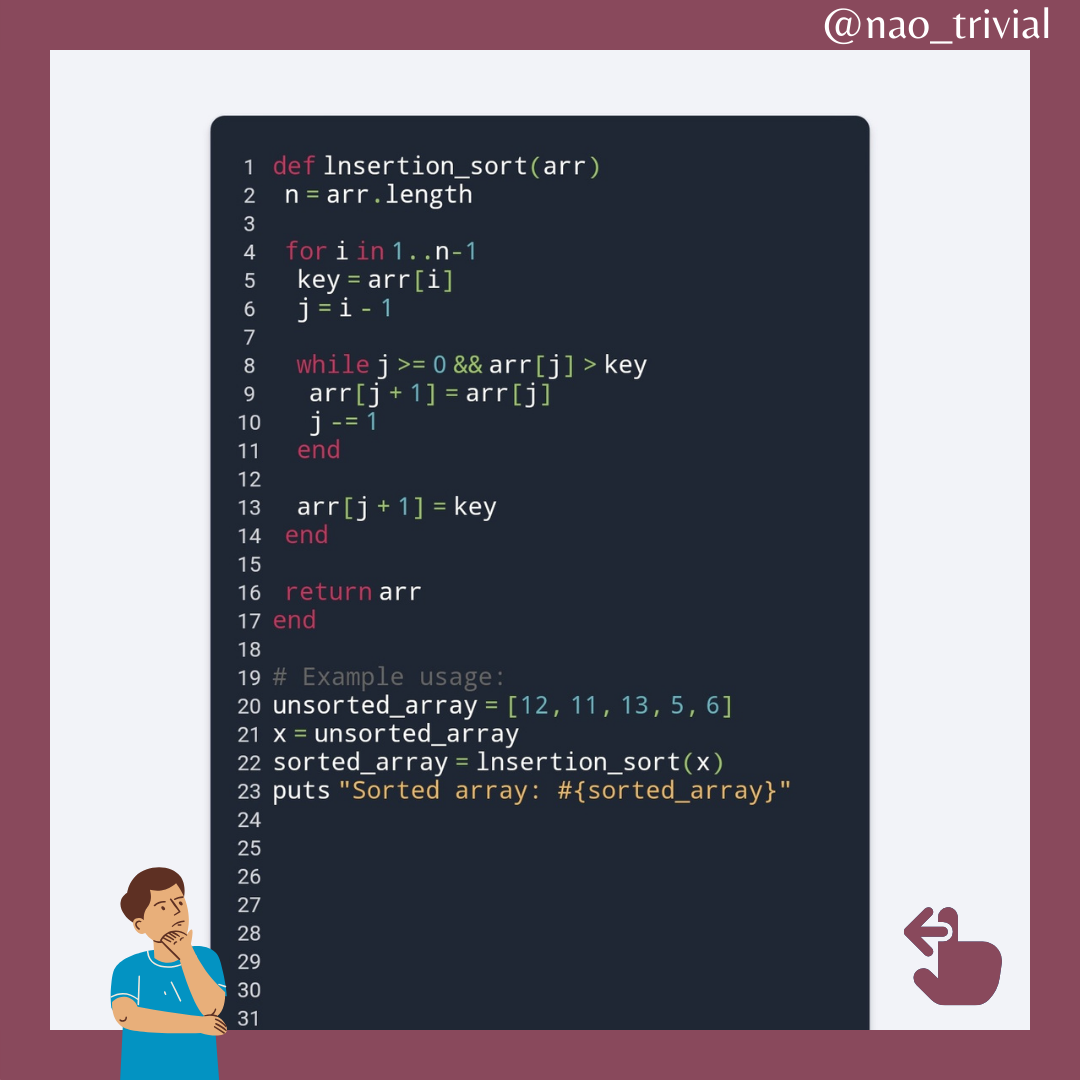 @nao_trivial
1 def lnsertion_sort(arr)
2 n = arr.length
3
4 for i in 1..n-1
5 key = arr[i]
6 j = i - 1
7
8 while j >= 0 && arr[j] > key
9 arr[j + 1] = arr[j]
10 j -= 1
11 end
12
13 arr[j + 1] = key
14 end
15
16 return arr
17 end
18
19 # Example usage:
20 unsorted_array = [12, 11, 13, 5, 6]
21 x = unsorted_array
22 sorted_array = lnsertion_sort(x)
23 puts "Sorted array: #{sorted_array}"
24
25
26
27
28
29
30
31